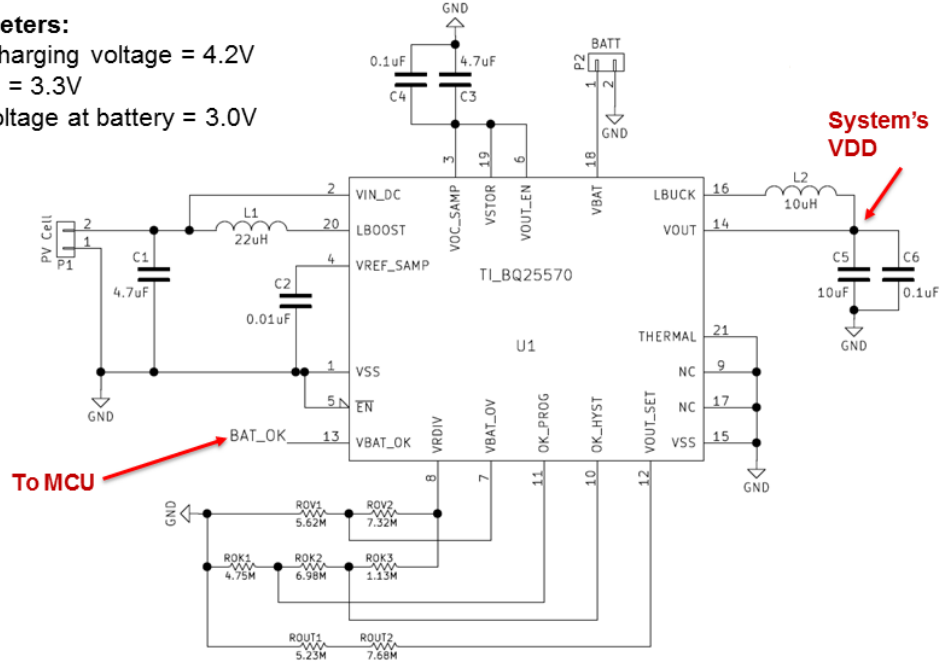 eters:
harging voltage = 4.2V
= 3.3V
oltage at battery = 3.0V
GND
0.1uF
4.7uF
C4
C3
BATT
P2
1
2
GND
System's
VDD
3
19
6
18
2
VIN_DC
VOC_SAMP
VSTOR
VOUT_EN
VBAT
LBUCK
16
L2
10uH
PV Cell
2
1
P1
L1
22uH
20
LBOOST
VOUT
14
C1
4.7uF
4
VREF_SAMP
C2
0.01uF
TI_BQ25570
U1
C5
10uF
C6
0.1uF
GND
THERMAL
21
1
VSS
NC
9
GND
5
EN
NC
17
BAT_OK
13
VBAT_OK
VRDIV
VBAT_OV
OK_PROG
OK_HYST
VOUT_SET
VSS
15
GND
To MCU
8
7
11
10
12
GND
ROV1
5.62M
ROV2
7.32M
ROK1
4.75M
ROK2
6.98M
ROK3
1.13M
ROUT1
5.23M
ROUT2
7.68M